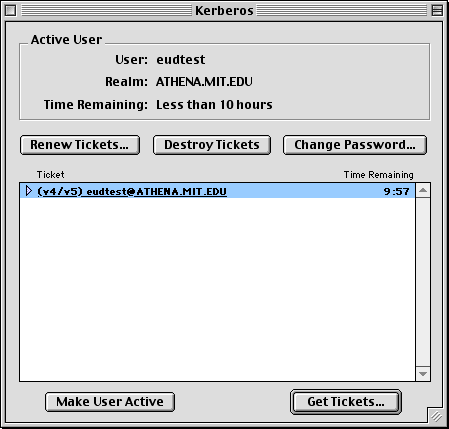 Kerberos
Active User
User: eudtest
Realm: ATHENA.MIT.EDU
Time Remaining: Less than 10 hours
Renew Tickets... Destroy Tickets Change Password...
Ticket Time Remaining
(v4/v5) eudtest@ATHENA.MIT.EDU 9:57
Make User Active Get Tickets...